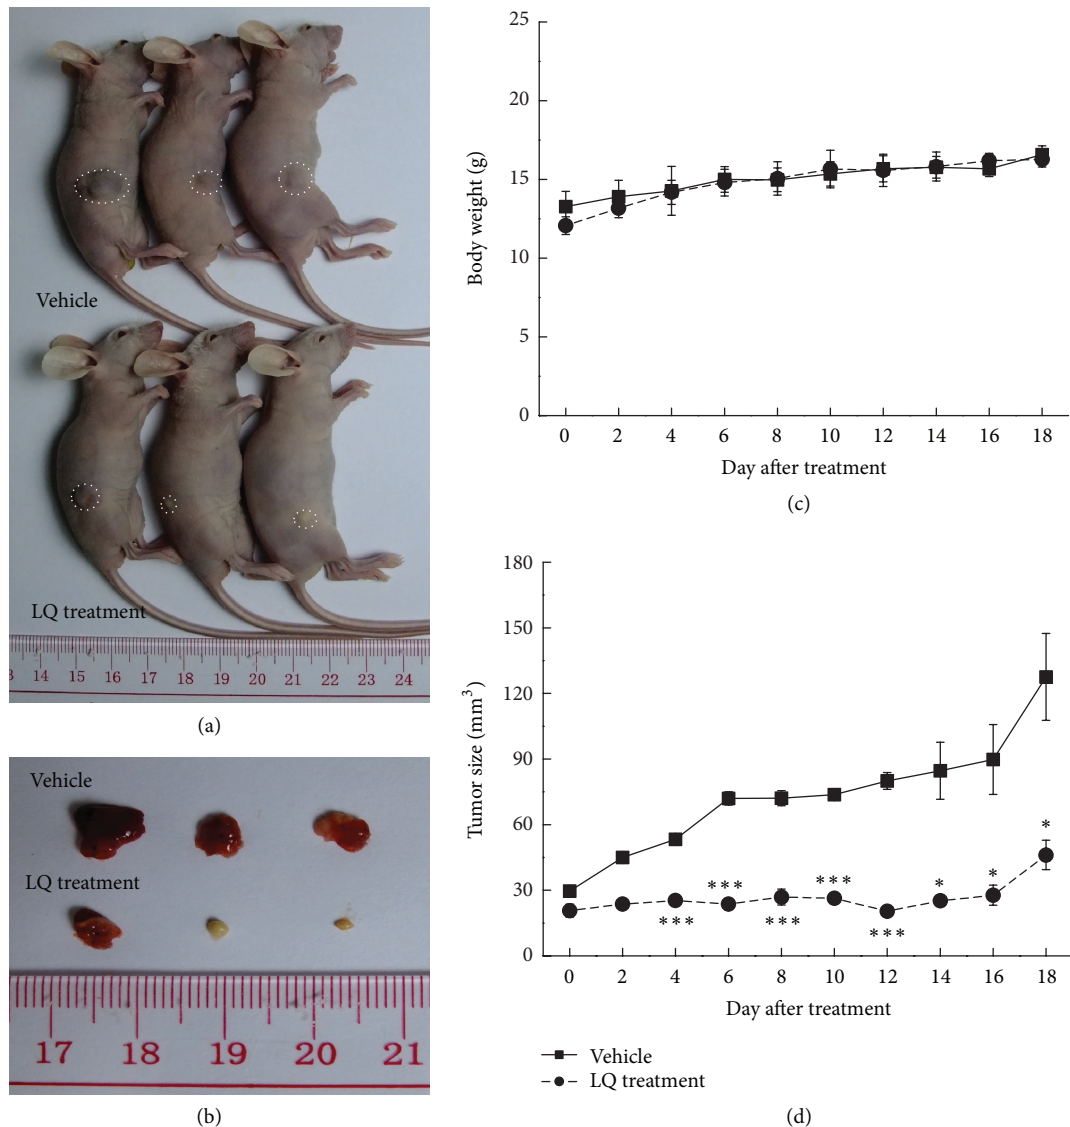 Vehicle
LQ treatment
14 15 16 17 18 19 20 21 22 23 24
(a)
Vehicle
LQ treatment
17 18 19 20 21
(b)
25
20
15
10
5
0
Body weight (g)
0 2 4 6 8 10 12 14 16 18
Day after treatment
(c)
180
150
120
90
60
30
0
Tumor size (mm³)
***
***
***
***
***
*
*
*
0 2 4 6 8 10 12 14 16 18
Day after treatment
Vehicle
LQ treatment
(d)